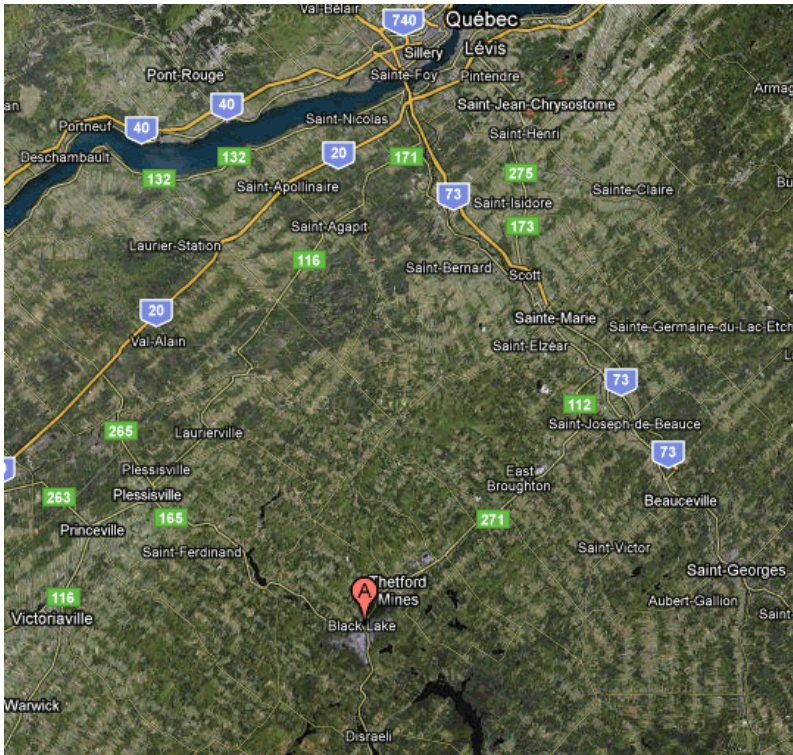 Val-Bélair
740
Québec
Sillery
Lévis
Pont-Rouge
Sainte-Foy
Pintendre
Armag
an
40
Saint-Jean-Chrysostome
Portneuf
40
Saint-Nicolas
Saint-Henri
Deschambault
132
20
171
132
275
Saint-Apollinaire
73
Sainte-Claire
Bu
Saint-Isidore
Saint-Agapit
173
Laurier-Station
116
Saint-Bernard
Scott
20
Sainte-Marie
Sainte-Germaine-du-Lac-Etch
Val-Alain
Saint-Elzéar
73
112
265
Laurierville
Saint-Joseph-de-Beauce
73
Plessisville
East
Broughton
263
Plessisville
Beauceville
165
271
Princeville
Saint-Ferdinand
Saint-Victor
Saint-Georges
A
Thetford
Mines
116
Aubert-Gallion
Victoriaville
Black Lake
Saint-
Warwick
Disraeli